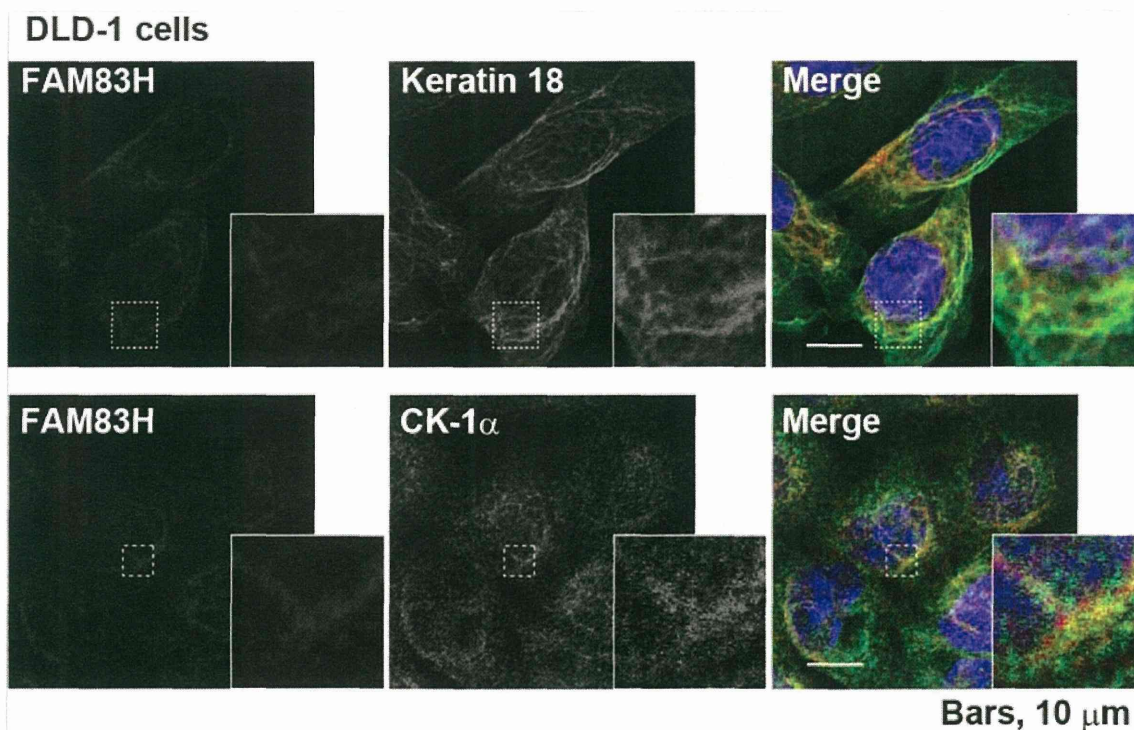 DLD-1 cells
FAM83H Keratin 18 Merge
FAM83H CK-1α Merge
Bars, 10 μm